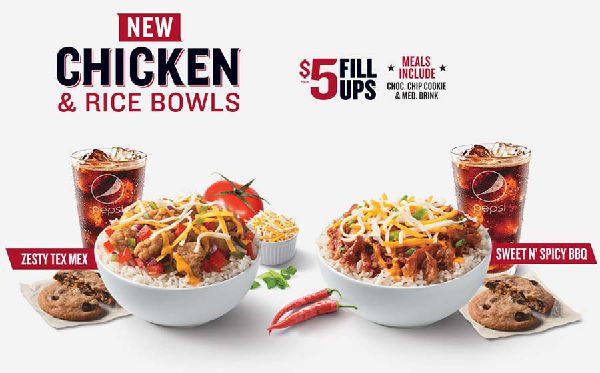 NEW
CHICKEN
& RICE BOWLS
$5 FILL UPS
MEALS INCLUDE
CHOC. CHIP COOKIE
& MED. DRINK
pepsi
pepsi
ZESTY TEX MEX
SWEET N' SPICY BBQ